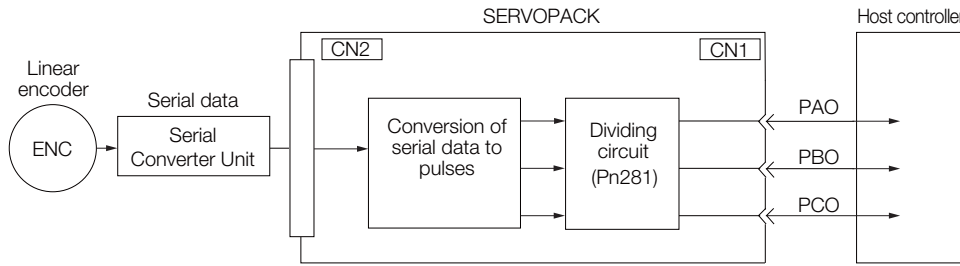 SERVOPACK
Host controller
CN2
CN1
Linear
encoder
Serial data
ENC
Serial
Converter Unit
Conversion of
serial data to
pulses
Dividing
circuit
(Pn281)
PAO
PBO
PCO